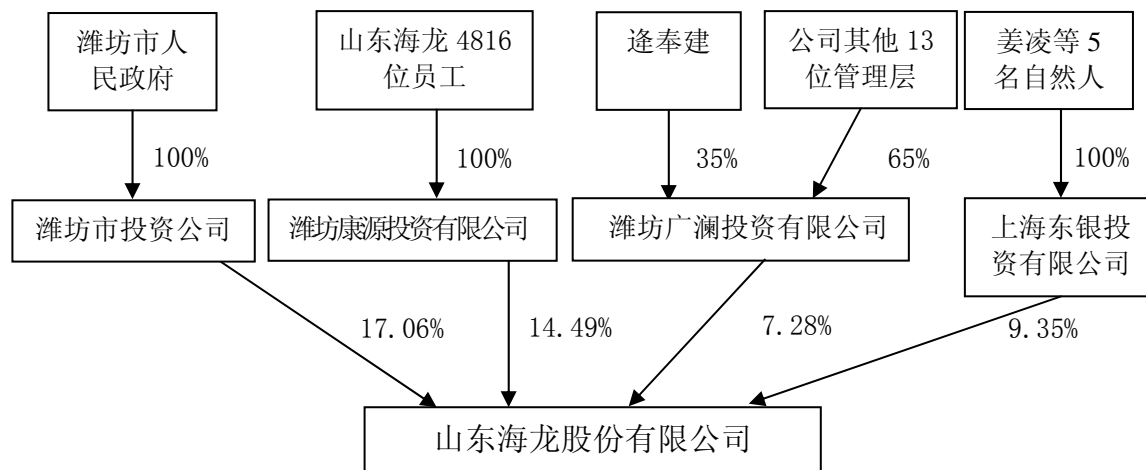 潍坊市人
民政府
山东海龙 4816
位员工
逄奉建
公司其他 13
位管理层
姜凌等 5
名自然人
100%
100%
35%
65%
100%
潍坊市投资公司
潍坊康源投资有限公司
潍坊广澜投资有限公司
上海东银投
资有限公司
17.06%
14.49%
7.28%
9.35%
山东海龙股份有限公司